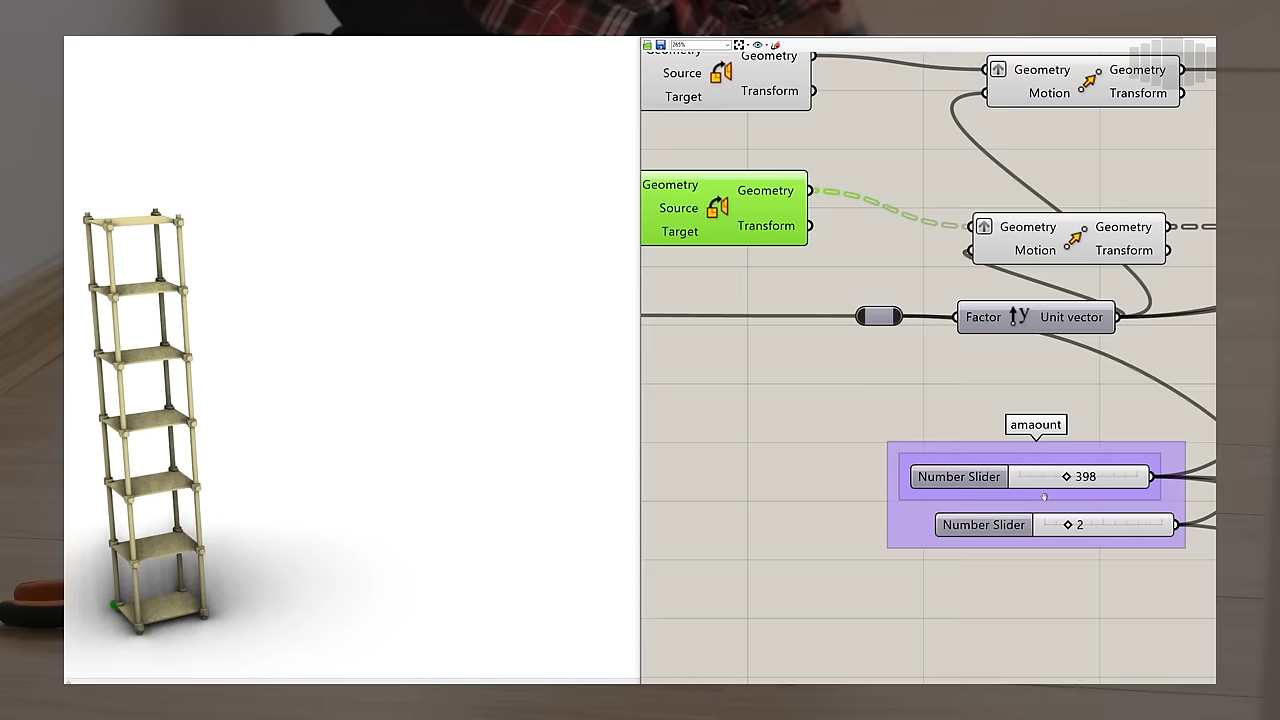 265%
Geometry
Geometry
Source
Target
Transform
Geometry
Geometry
Motion
Transform
Geometry
Geometry
Source
Target
Transform
Geometry
Geometry
Motion
Transform
Factor
y
Unit vector
amaount
Number Slider
398
Number Slider
2